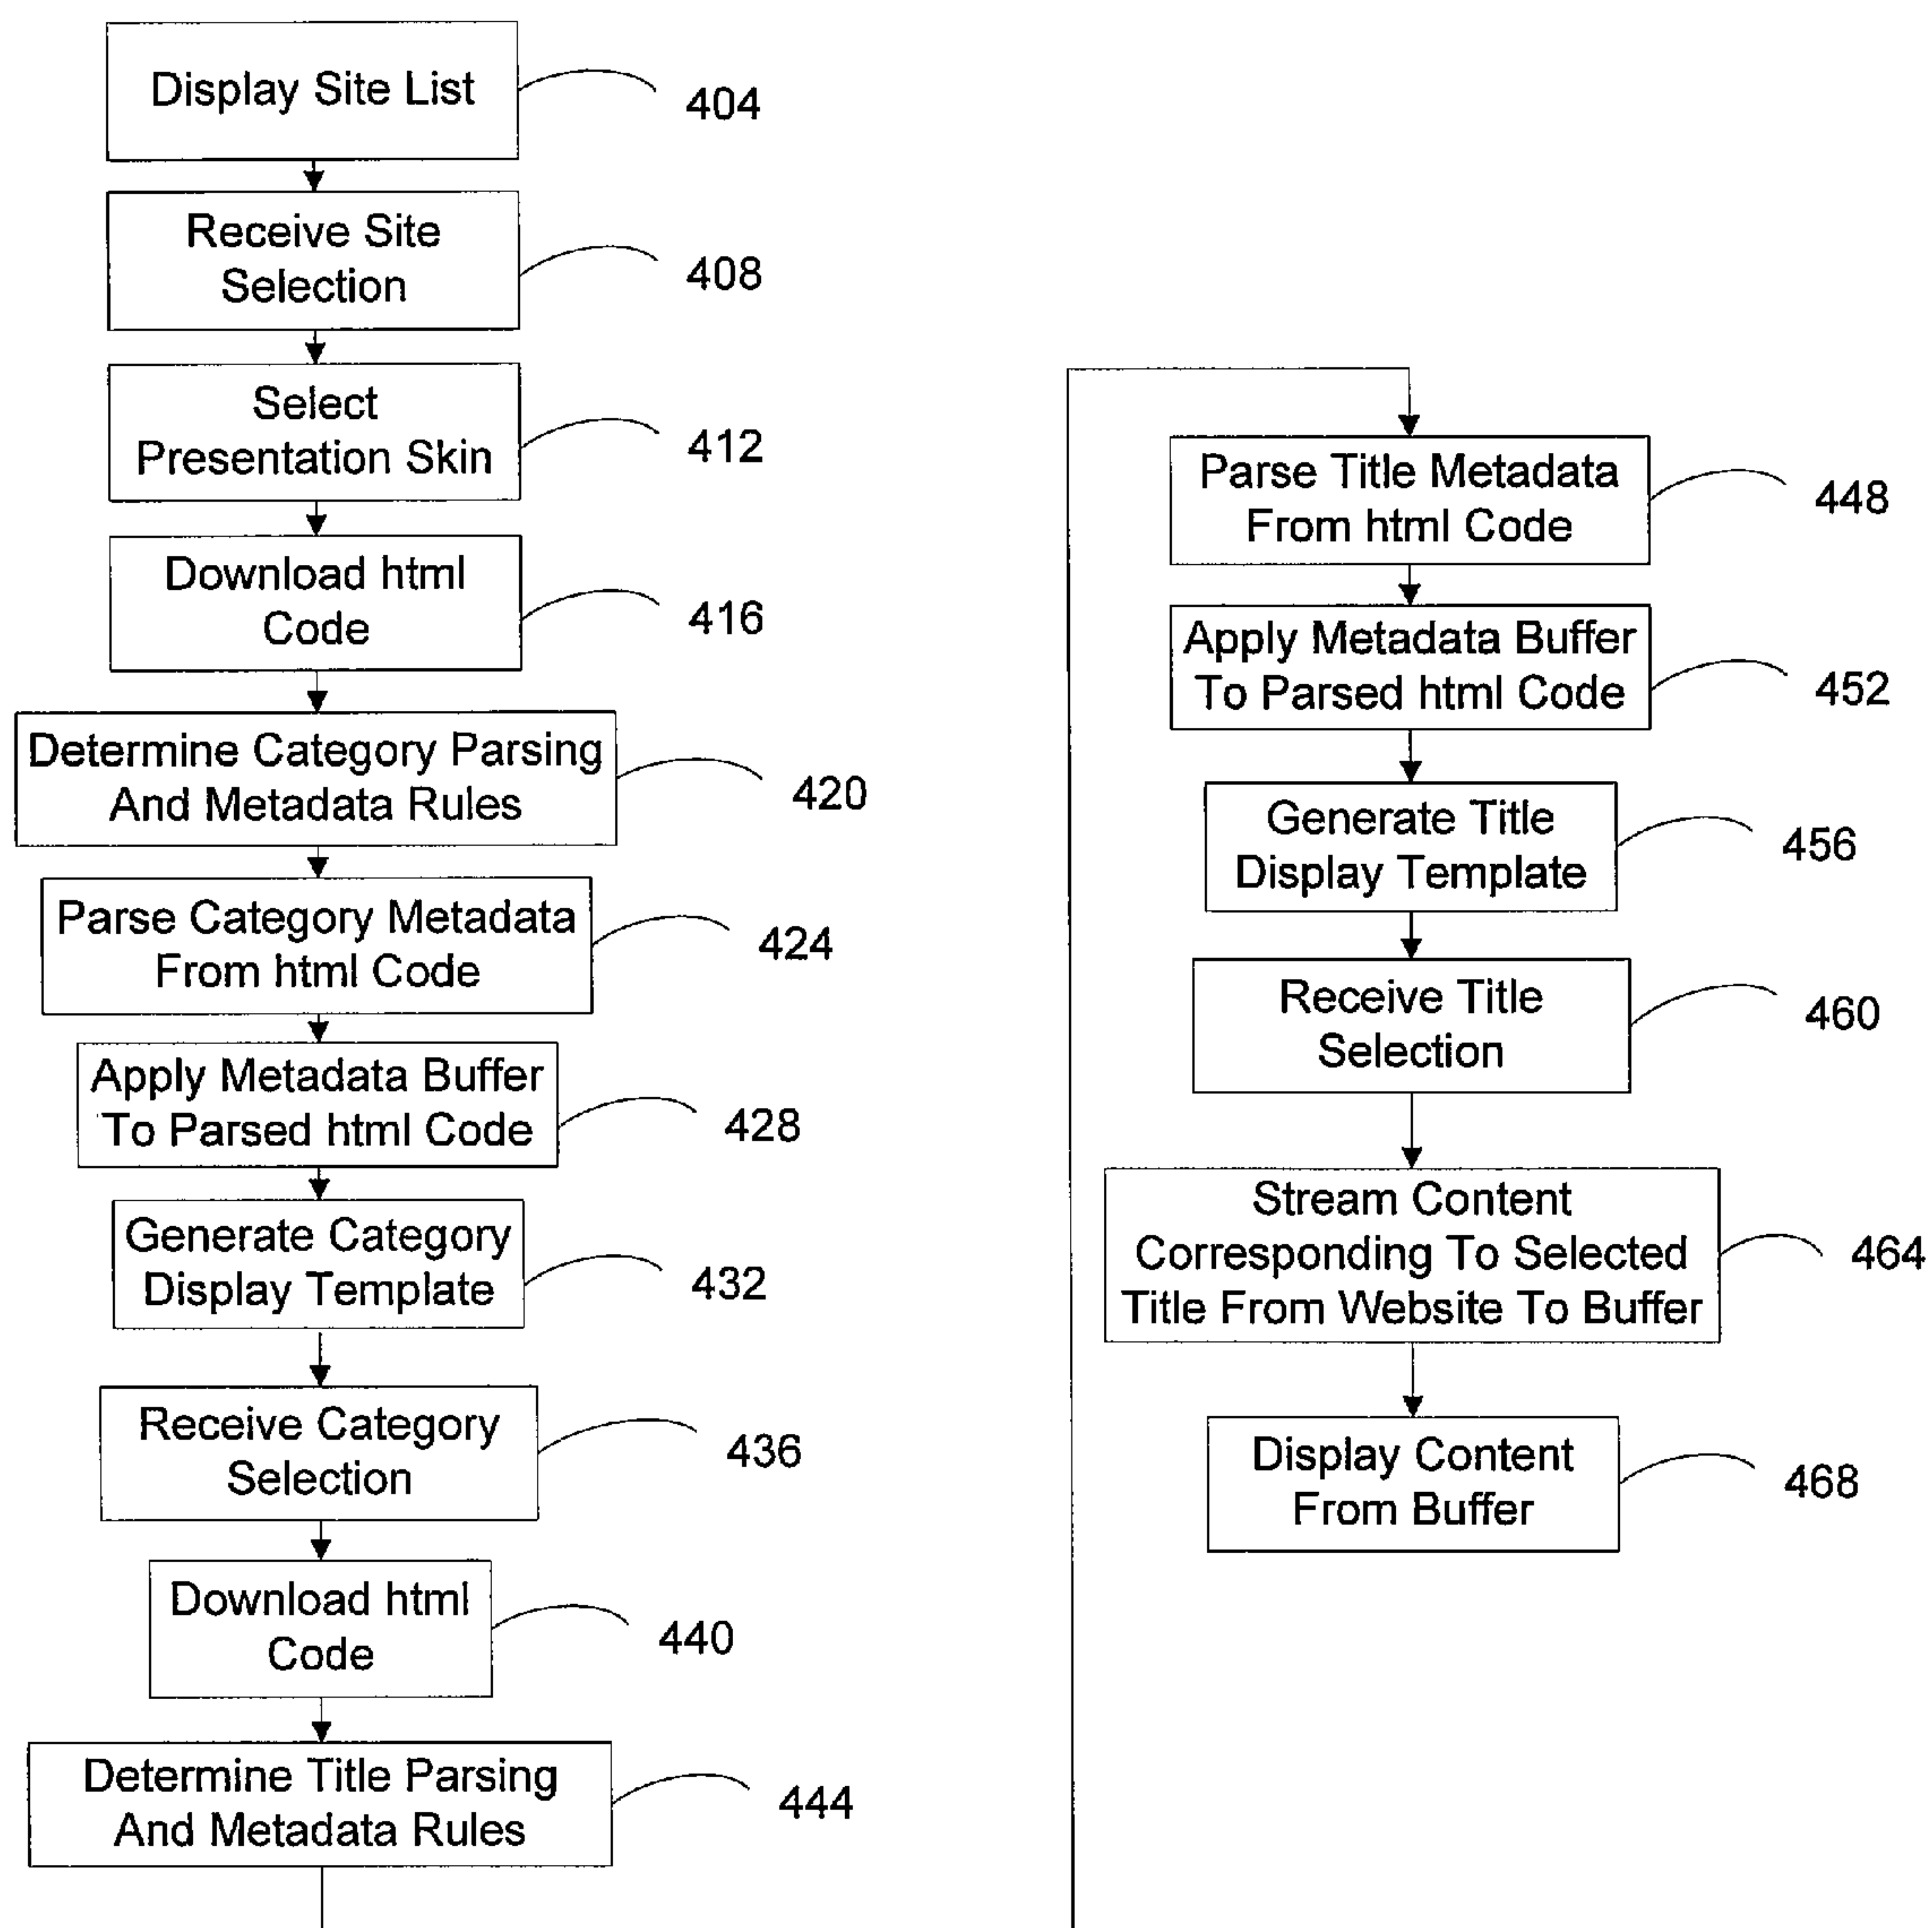 Display Site List
404
Receive Site
Selection
408
Select
Presentation Skin
412
Download html
Code
416
Determine Category Parsing
And Metadata Rules
420
Parse Category Metadata
From html Code
424
Apply Metadata Buffer
To Parsed html Code
428
Generate Category
Display Template
432
Receive Category
Selection
436
Download html
Code
440
Determine Title Parsing
And Metadata Rules
444
Parse Title Metadata
From html Code
448
Apply Metadata Buffer
To Parsed html Code
452
Generate Title
Display Template
456
Receive Title
Selection
460
Stream Content
Corresponding To Selected
Title From Website To Buffer
464
Display Content
From Buffer
468